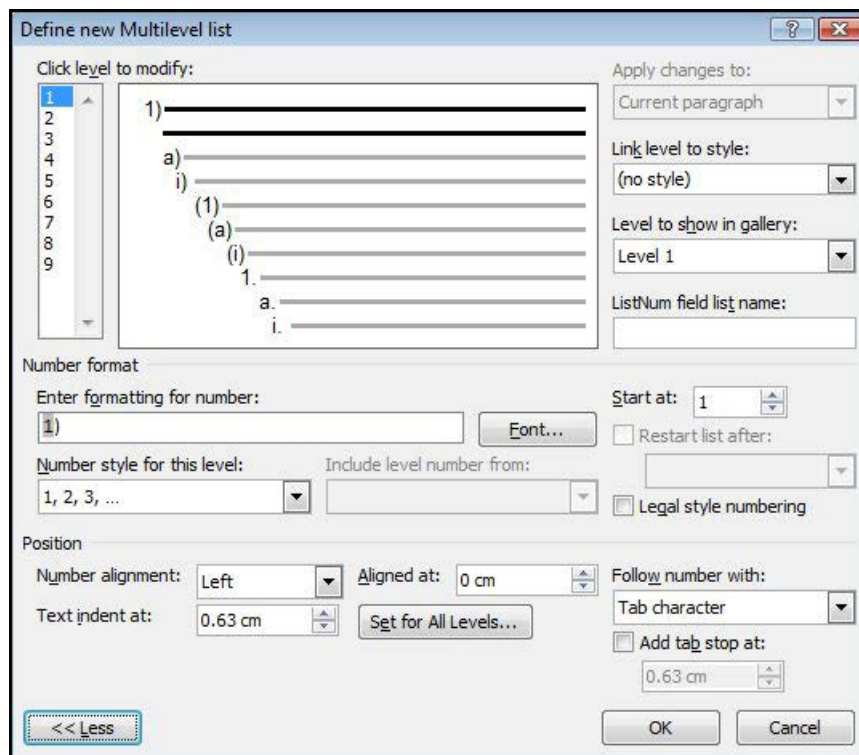 Define new Multilevel list
Click level to modify:
1
2
3
4
5
6
7
8
9
1)
a)
i)
(1)
(a)
(i)
1.
a.
i.
Apply changes to:
Current paragraph
Link level to style:
(no style)
Level to show in gallery:
Level 1
ListNum field list name:
Number format
Enter formatting for number:
1)
Font...
Number style for this level:
1, 2, 3, ...
Include level number from:
Start at: 1
Restart list after:
Legal style numbering
Position
Number alignment: Left
Aligned at: 0 cm
Text indent at: 0.63 cm
Set for All Levels...
Follow number with:
Tab character
Add tab stop at:
0.63 cm
<< Less
OK
Cancel